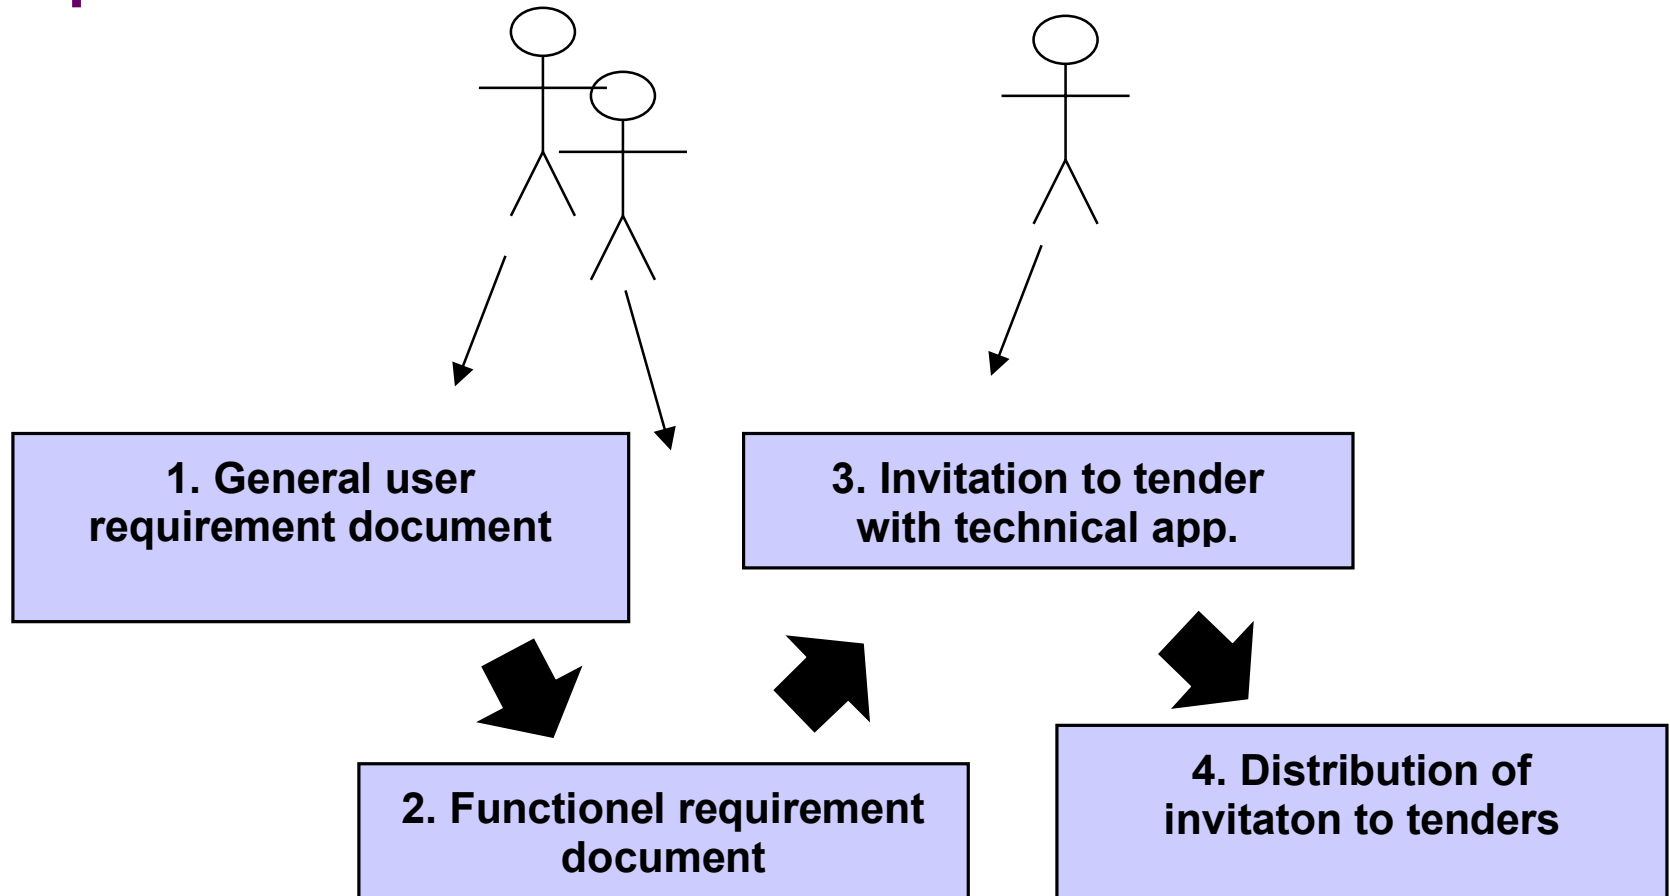 1. General user
requirement document
3. Invitation to tender
with technical app.
2. Functionel requirement
document
4. Distribution of
invitaton to tenders